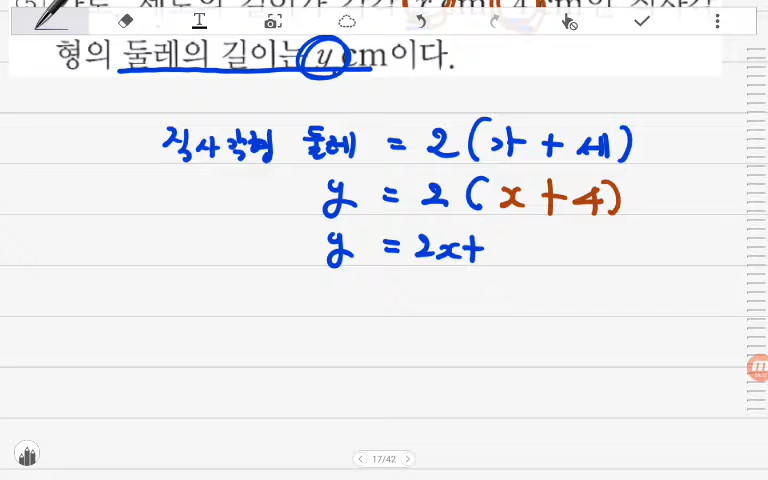 형의 둘레의 길이는 y cm이다.
직사각형 둘레 = 2(가 + 세)
y = 2(x + 4)
y = 2x+
17/42